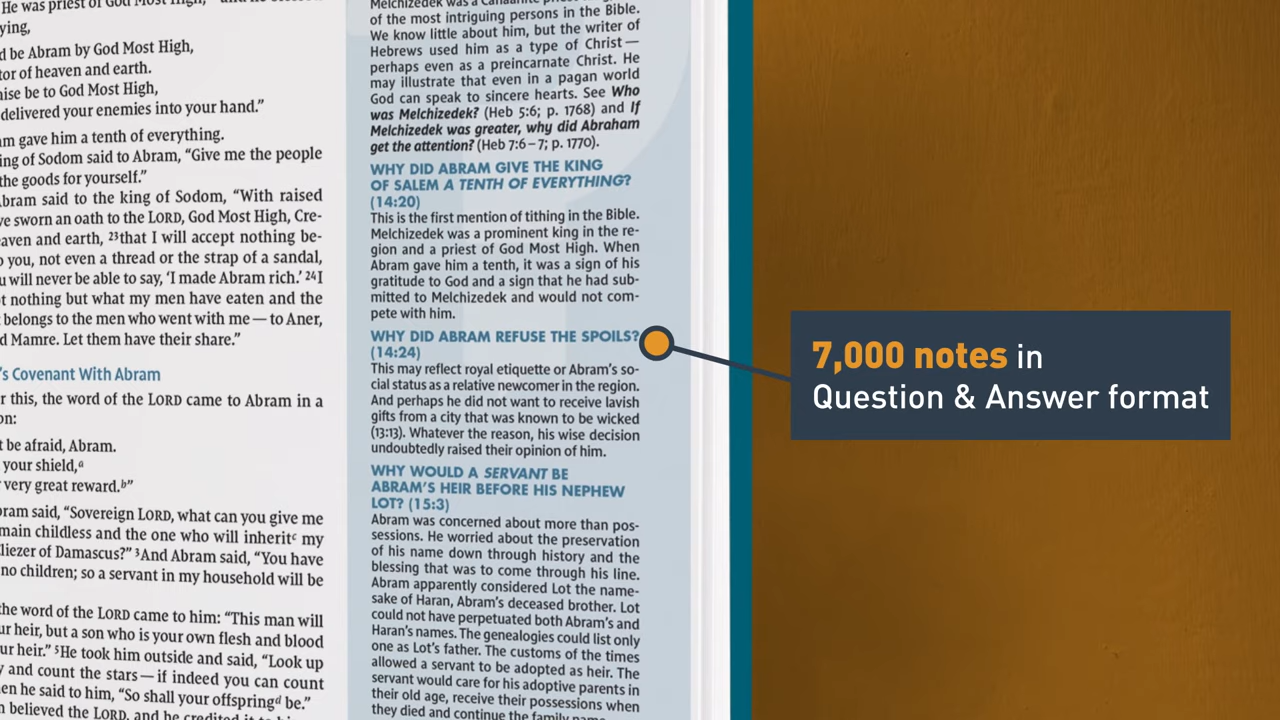 He was priest of God Most High,
ying,
d be Abram by God Most High,
tor of heaven and earth.
aise be to God Most High,
delivered your enemies into your hand.”
am gave him a tenth of everything.
ing of Sodom said to Abram, “Give me the people
the goods for yourself.”
Abram said to the king of Sodom, “With raised
ve sworn an oath to the LORD, God Most High, Cre-
eaven and earth, 23that I will accept nothing be-
o you, not even a thread or the strap of a sandal,
u will never be able to say, ‘I made Abram rich.’ 24I
t nothing but what my men have eaten and the
belongs to the men who went with me — to Aner,
d Mamre. Let them have their share.”
’s Covenant With Abram
r this, the word of the LORD came to Abram in a
on:
t be afraid, Abram.
your shield,a
very great reward.b”
bram said, “Sovereign LORD, what can you give me
main childless and the one who will inheritc my
Eliezer of Damascus?” 3And Abram said, “You have
no children; so a servant in my household will be
the word of the LORD came to him: “This man will
ur heir, but a son who is your own flesh and blood
ur heir.” 5He took him outside and said, “Look up
y and count the stars — if indeed you can count
en he said to him, “So shall your offspringd be.”
m believed the LORD, and he credited it to
Melchizedek was a Canaanite
of the most intriguing persons in the Bible.
We know little about him, but the writer of
Hebrews used him as a type of Christ —
perhaps even as a preincarnate Christ. He
may illustrate that even in a pagan world
God can speak to sincere hearts. See Who
was Melchizedek? (Heb 5:6; p. 1768) and If
Melchizedek was greater, why did Abraham
get the attention? (Heb 7:6 – 7; p. 1770).
WHY DID ABRAM GIVE THE KING
OF SALEM A TENTH OF EVERYTHING?
(14:20)
This is the first mention of tithing in the Bible.
Melchizedek was a prominent king in the re-
gion and a priest of God Most High. When
Abram gave him a tenth, it was a sign of his
gratitude to God and a sign that he had sub-
mitted to Melchizedek and would not com-
pete with him.
WHY DID ABRAM REFUSE THE SPOILS?
(14:24)
This may reflect royal etiquette or Abram’s so-
cial status as a relative newcomer in the region.
And perhaps he did not want to receive lavish
gifts from a city that was known to be wicked
(13:13). Whatever the reason, his wise decision
undoubtedly raised their opinion of him.
WHY WOULD A SERVANT BE
ABRAM’S HEIR BEFORE HIS NEPHEW
LOT? (15:3)
Abram was concerned about more than pos-
sessions. He worried about the preservation
of his name down through history and the
blessing that was to come through his line.
Abram apparently considered Lot the name-
sake of Haran, Abram’s deceased brother. Lot
could not have perpetuated both Abram’s and
Haran’s names. The genealogies could list only
one as Lot’s father. The customs of the times
allowed a servant to be adopted as heir. The
servant would care for his adoptive parents in
their old age, receive their possessions when
they died and continue the family name
7,000 notes in
Question & Answer format